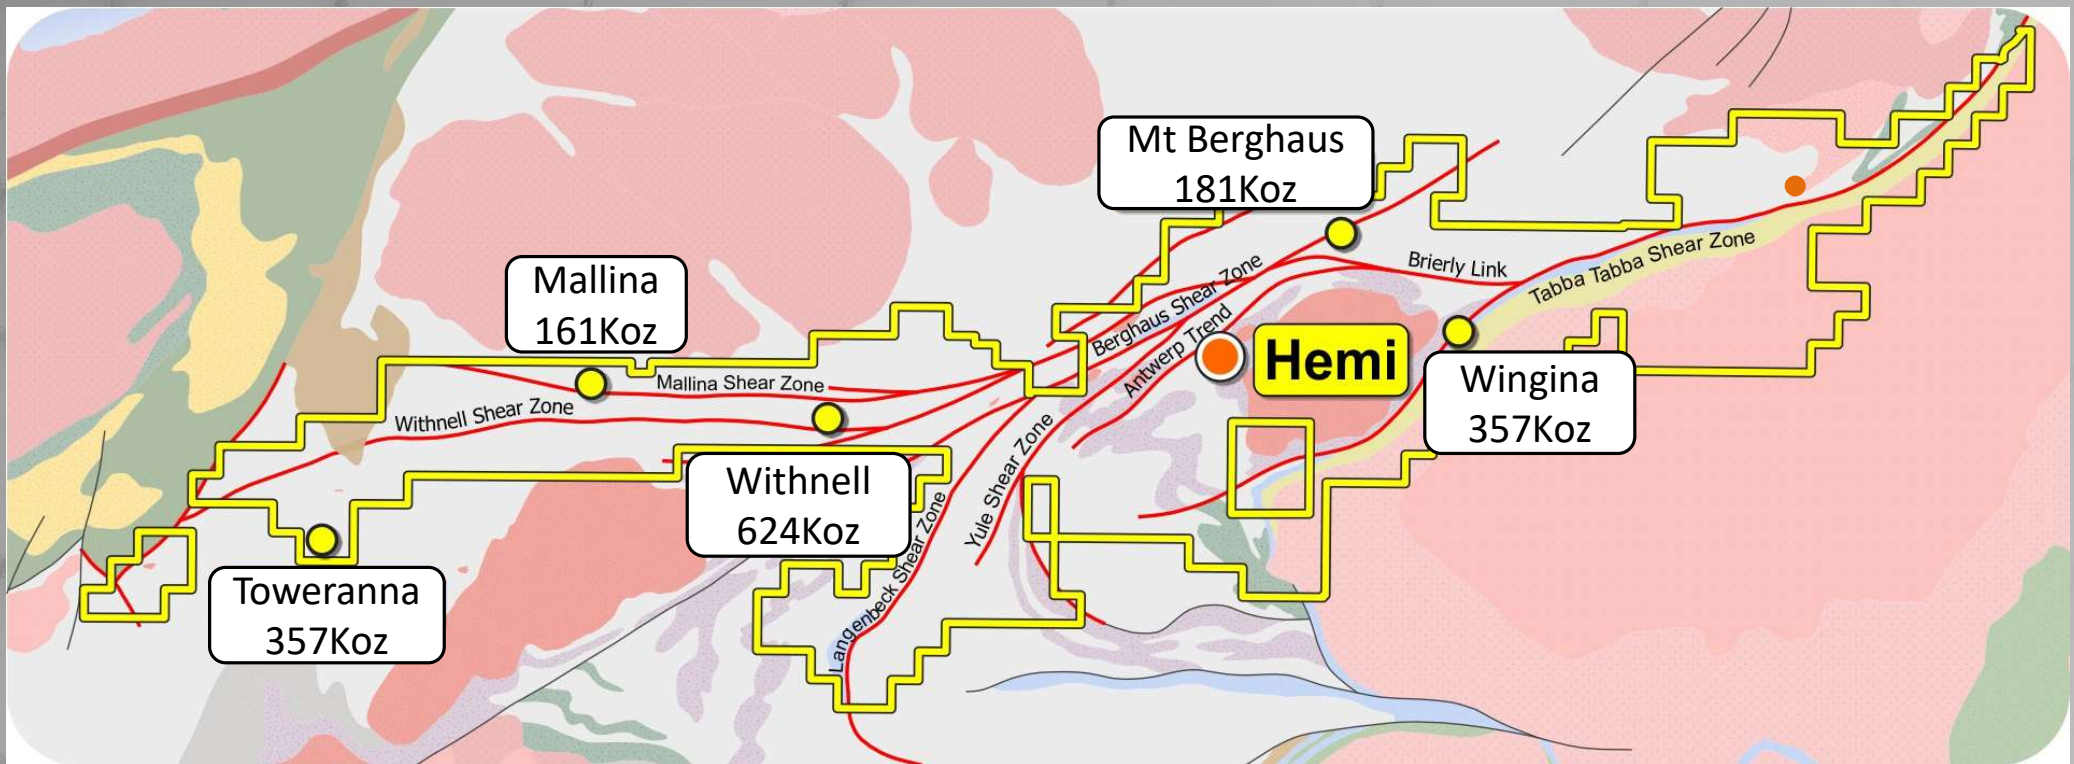 Mt Berghaus
181Koz
Mallina
161Koz
Berghaus Shear Zone
Brierly Link
Tabba Tabba Shear Zone
Antwerp Trend
Hemi
Mallina Shear Zone
Withnell Shear Zone
Wingina
357Koz
Yule Shear Zone
Withnell
624Koz
Langenbeck Shear Zone
Toweranna
357Koz